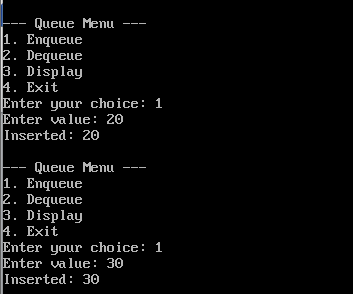 --- Queue Menu ---
1. Enqueue
2. Dequeue
3. Display
4. Exit
Enter your choice: 1
Enter value: 20
Inserted: 20

--- Queue Menu ---
1. Enqueue
2. Dequeue
3. Display
4. Exit
Enter your choice: 1
Enter value: 30
Inserted: 30